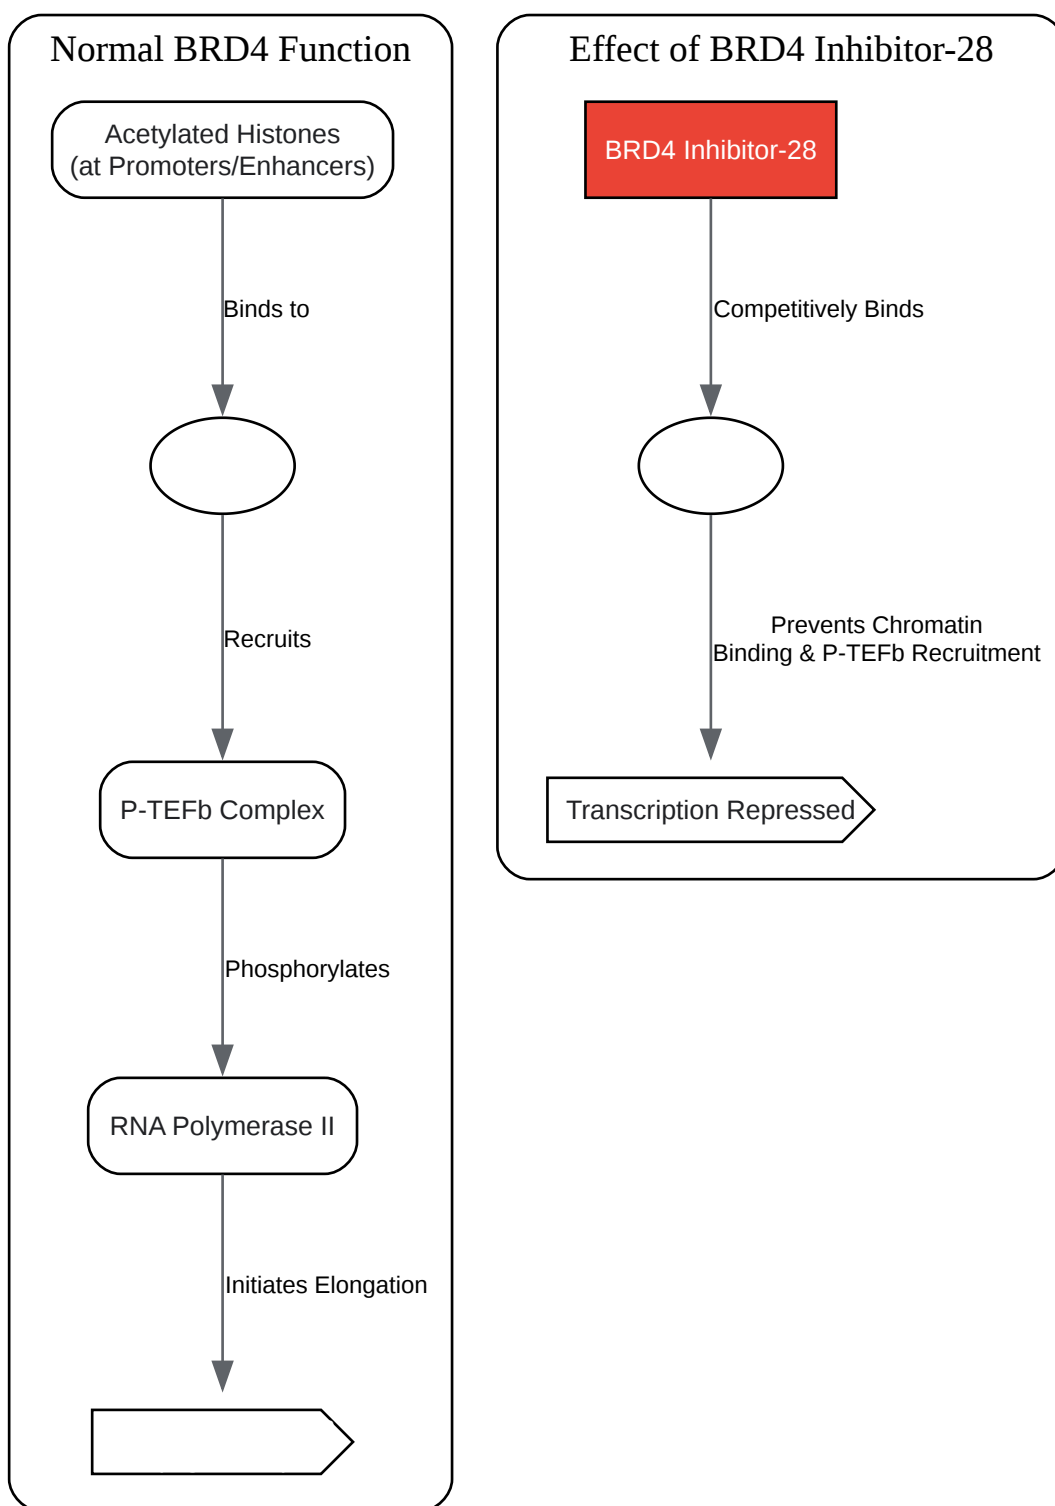 Normal BRD4 Function
Acetylated Histones
(at Promoters/Enhancers)
Binds to
Recruits
P-TEFb Complex
Phosphorylates
RNA Polymerase II
Initiates Elongation
Effect of BRD4 Inhibitor-28
BRD4 Inhibitor-28
Competitively Binds
Prevents Chromatin
Binding & P-TEFb Recruitment
Transcription Repressed